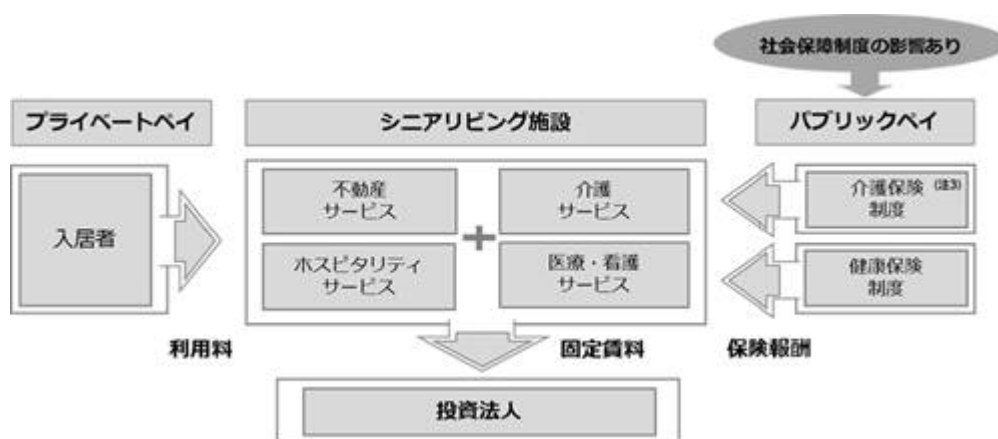 社会保障制度の影響あり
プライベートペイ
シニアリビング施設
パブリックペイ
入居者
不動産
サービス
介護
サービス
ホスピタリティ
サービス
医療・看護
サービス
介護保険 (注3)
制度
健康保険
制度
利用料
固定賃料
保険報酬
投資法人